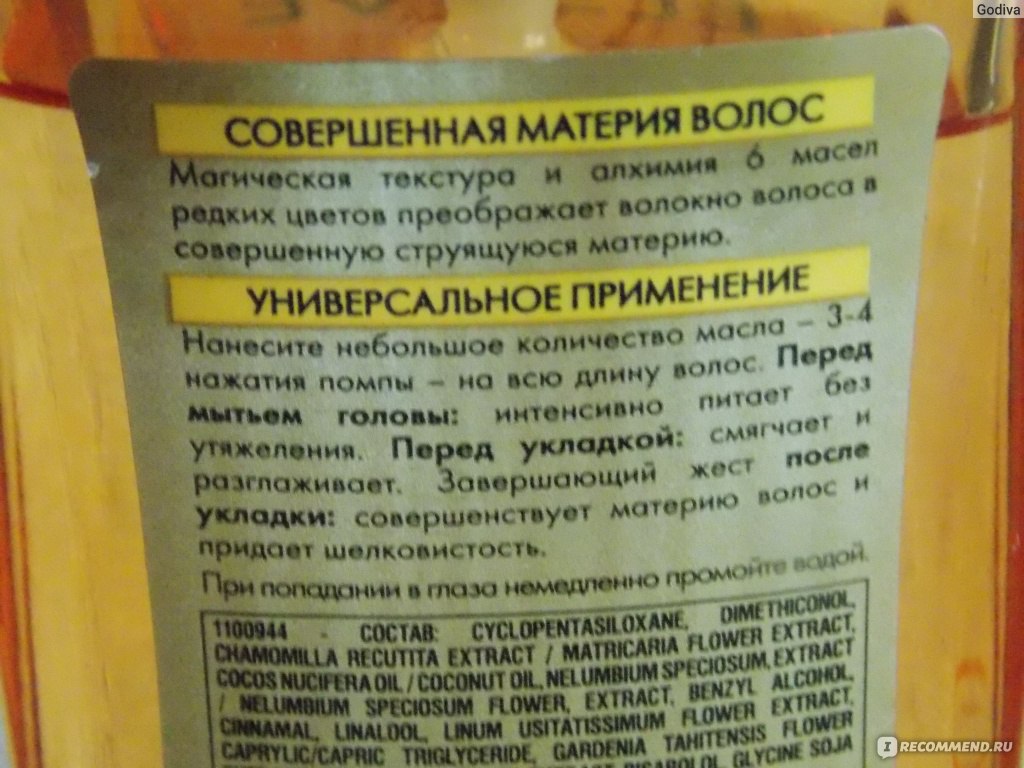 Godiva
СОВЕРШЕННАЯ МАТЕРИЯ ВОЛОС
Магическая текстура и алхимия 6 масел
редких цветов преображает волокно волоса в
совершенную струящуюся материю.
УНИВЕРСАЛЬНОЕ ПРИМЕНЕНИЕ
Нанесите небольшое количество масла – 3-4
нажатия помпы – на всю длину волос. Перед
мытьем головы: интенсивно питает без
утяжеления. Перед укладкой: смягчает и
разглаживает. Завершающий жест после
укладки: совершенствует материю волос и
придает шелковистость.
При попадании в глаза немедленно промойте водой.
1100944 - СОСТАВ: CYCLOPENTASILOXANE, DIMETHICONOL,
CHAMOMILLA RECUTITA EXTRACT / MATRICARIA FLOWER EXTRACT,
COCOS NUCIFERA OIL / COCONUT OIL, NELUMBIUM SPECIOSUM EXTRACT
/ NELUMBIUM SPECIOSUM FLOWER, EXTRACT, BENZYL ALCOHOL,
CINNAMAL, LINALOOL, LINUM USITATISSIMUM FLOWER EXTRACT,
CAPRYLIC/CAPRIC TRIGLYCERIDE, GARDENIA TAHITENSIS FLOWER
BISABOLOL, GLYCINE SOJA
I RECOMMEND.RU